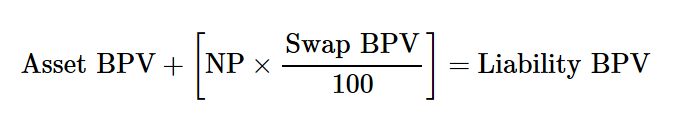 Asset BPV + [NP × Swap BPV / 100] = Liability BPV